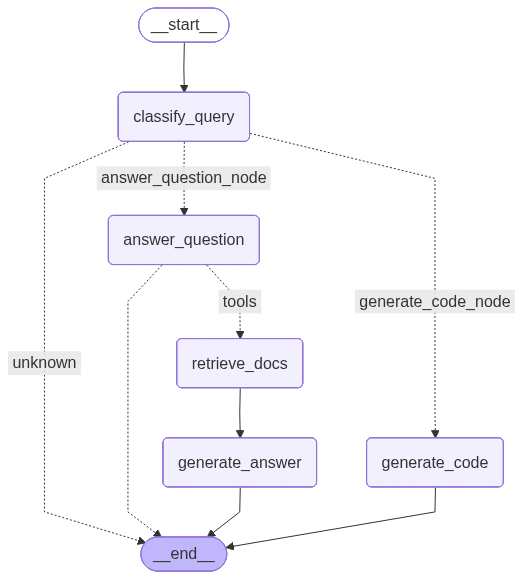 __start__
classify_query
answer_question_node
answer_question
tools
generate_code_node
unknown
retrieve_docs
generate_answer
generate_code
__end__